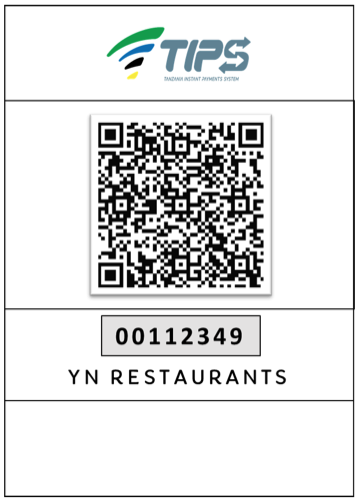 TIPS
TANZANIA INSTANT PAYMENTS SYSTEM
00112349
YN RESTAURANTS